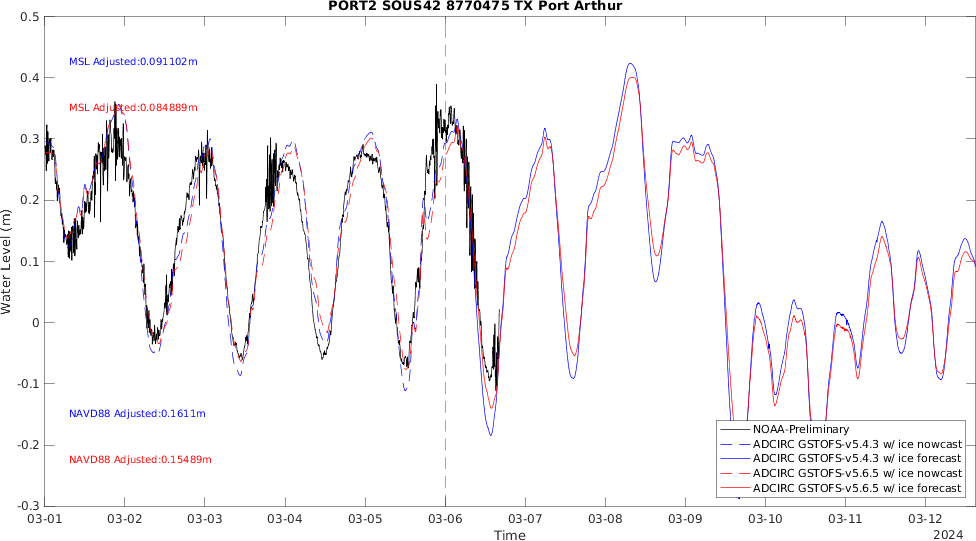 PORT2 SOUS42 8770475 TX Port Arthur
0.5
MSL Adjusted:0.091102m
0.4
MSL Adjusted:0.084889m
0.3
0.2
Water Level (m)
0.1
0
-0.1
NAVD88 Adjusted:0.1611m
-0.2
NAVD88 Adjusted:0.15489m
-0.3
NOAA-Preliminary
ADCIRC GSTOFS-v5.4.3 w/ ice nowcast
ADCIRC GSTOFS-v5.4.3 w/ ice forecast
ADCIRC GSTOFS-v5.6.5 w/ ice nowcast
ADCIRC GSTOFS-v5.6.5 w/ ice forecast
03-01 03-02 03-03 03-04 03-05 03-06 03-07 03-08 03-09 03-10 03-11 03-12
Time
2024